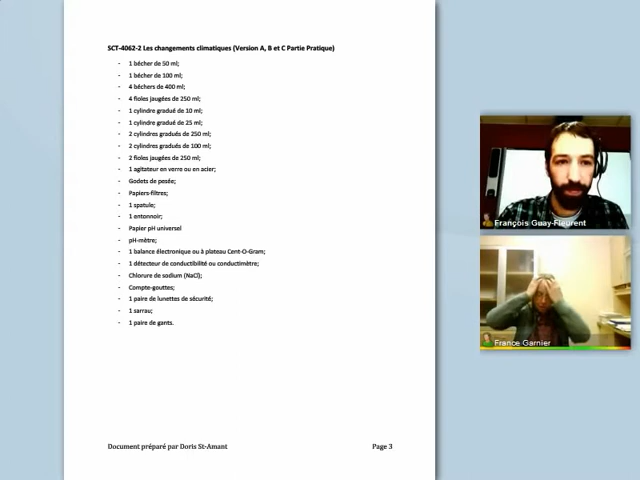 SCT-4062-2 Les changements climatiques (Version A, B et C Partie Pratique)
- 1 bécher de 50 ml;
- 1 bécher de 100 ml;
- 4 béchers de 400 ml;
- 4 fioles jaugées de 250 ml;
- 1 cylindre gradué de 10 ml;
- 1 cylindre gradué de 25 ml;
- 2 cylindres gradués de 250 ml;
- 2 cylindres gradués de 100 ml;
- 2 fioles jaugées de 250 ml;
- 1 agitateur en verre ou en acier;
- Godets de pesée;
- Papiers-filtres;
- 1 spatule;
- 1 entonnoir;
- Papier pH universel
- pH-mètre;
- 1 balance électronique ou à plateau Cent-O-Gram;
- 1 détecteur de conductibilité ou conductimètre;
- Chlorure de sodium (NaCl);
- Compte-gouttes;
- 1 paire de lunettes de sécurité;
- 1 sarrau;
- 1 paire de gants.
Document préparé par Doris St-Amant Page 3
François Guay-Fleurent
France Garnier